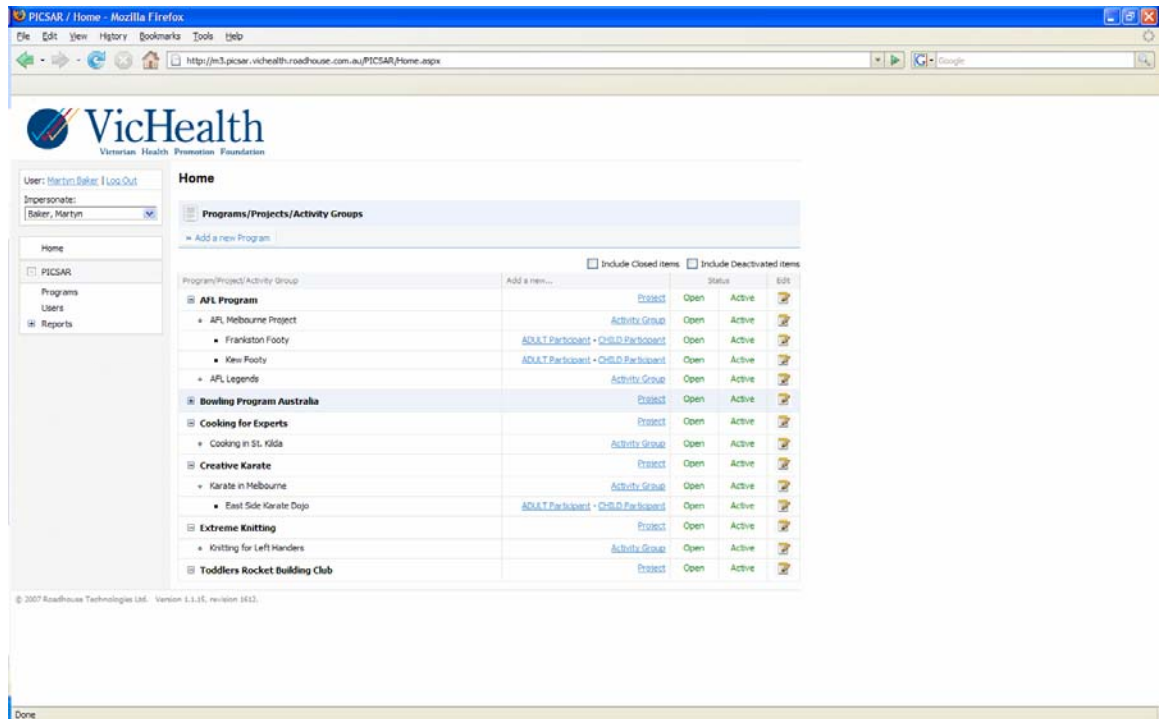 PICSAR / Home - Mozilla Firefox
File Edit View History Bookmarks Tools Help
http://m3.picsar.vichealth.roadhouse.com.au/PICSAR/Home.aspx
G Google
VicHealth
Victorian Health Promotion Foundation
User: Martyn Baker | Log Out
Impersonate:
Baker, Martyn
Home
PICSAR
Programs
Users
Reports
Home
Programs/Projects/Activity Groups
Add a new Program
Include Closed items Include Deactivated items
Program/Project/Activity Group Add a new... Status Edit
AFL Program Project Open Active
AFL Melbourne Project Activity Group Open Active
Frankston Footy ADULT Participant • CHILD Participant Open Active
Kew Footy ADULT Participant • CHILD Participant Open Active
AFL Legends Activity Group Open Active
Bowling Program Australia Project Open Active
Cooking for Experts Project Open Active
Cooking in St. Kilda Activity Group Open Active
Creative Karate Project Open Active
Karate in Melbourne Activity Group Open Active
East Side Karate Dojo ADULT Participant • CHILD Participant Open Active
Extreme Knitting Project Open Active
Knitting for Left Handers Activity Group Open Active
Toddlers Rocket Building Club Project Open Active
© 2007 Roadhouse Technologies Ltd. Version 1.1.15, revision 1612.
Done